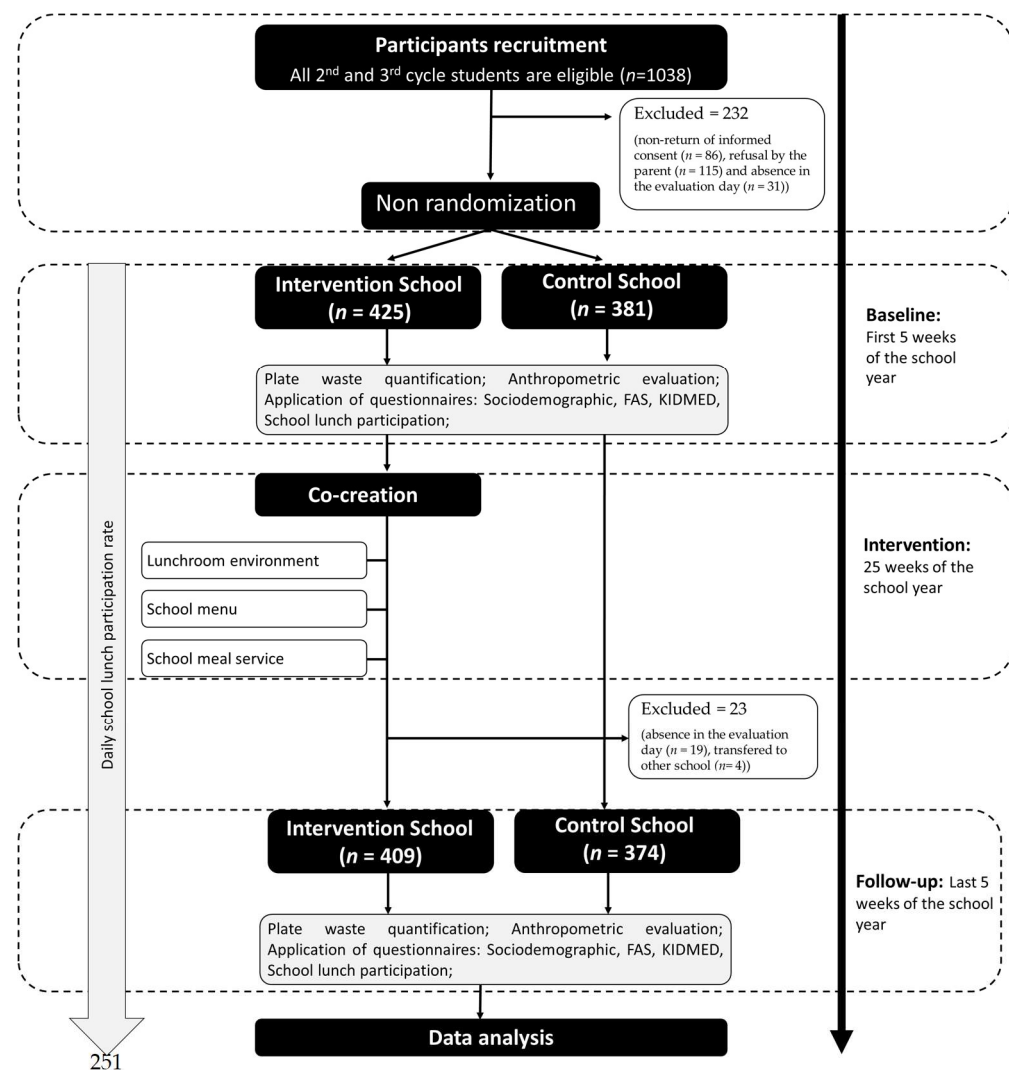 Participants recruitment
All 2nd and 3rd cycle students are eligible (n=1038)
Excluded = 232
(non-return of informed
consent (n = 86), refusal by the
parent (n = 115) and absence in
the evaluation day (n = 31))
Non randomization
Intervention School
(n = 425)
Control School
(n = 381)
Baseline:
First 5 weeks
of the school
year
Plate waste quantification; Anthropometric evaluation;
Application of questionnaires: Sociodemographic, FAS, KIDMED,
School lunch participation;
Co-creation
Lunchroom environment
School menu
School meal service
Intervention:
25 weeks of the
school year
Daily school lunch participation rate
Excluded = 23
(absence in the evaluation
day (n = 19), transfered to
other school (n= 4))
Intervention School
(n = 409)
Control School
(n = 374)
Follow-up: Last 5
weeks of the school
year
Plate waste quantification; Anthropometric evaluation;
Application of questionnaires: Sociodemographic, FAS, KIDMED,
School lunch participation;
Data analysis
251